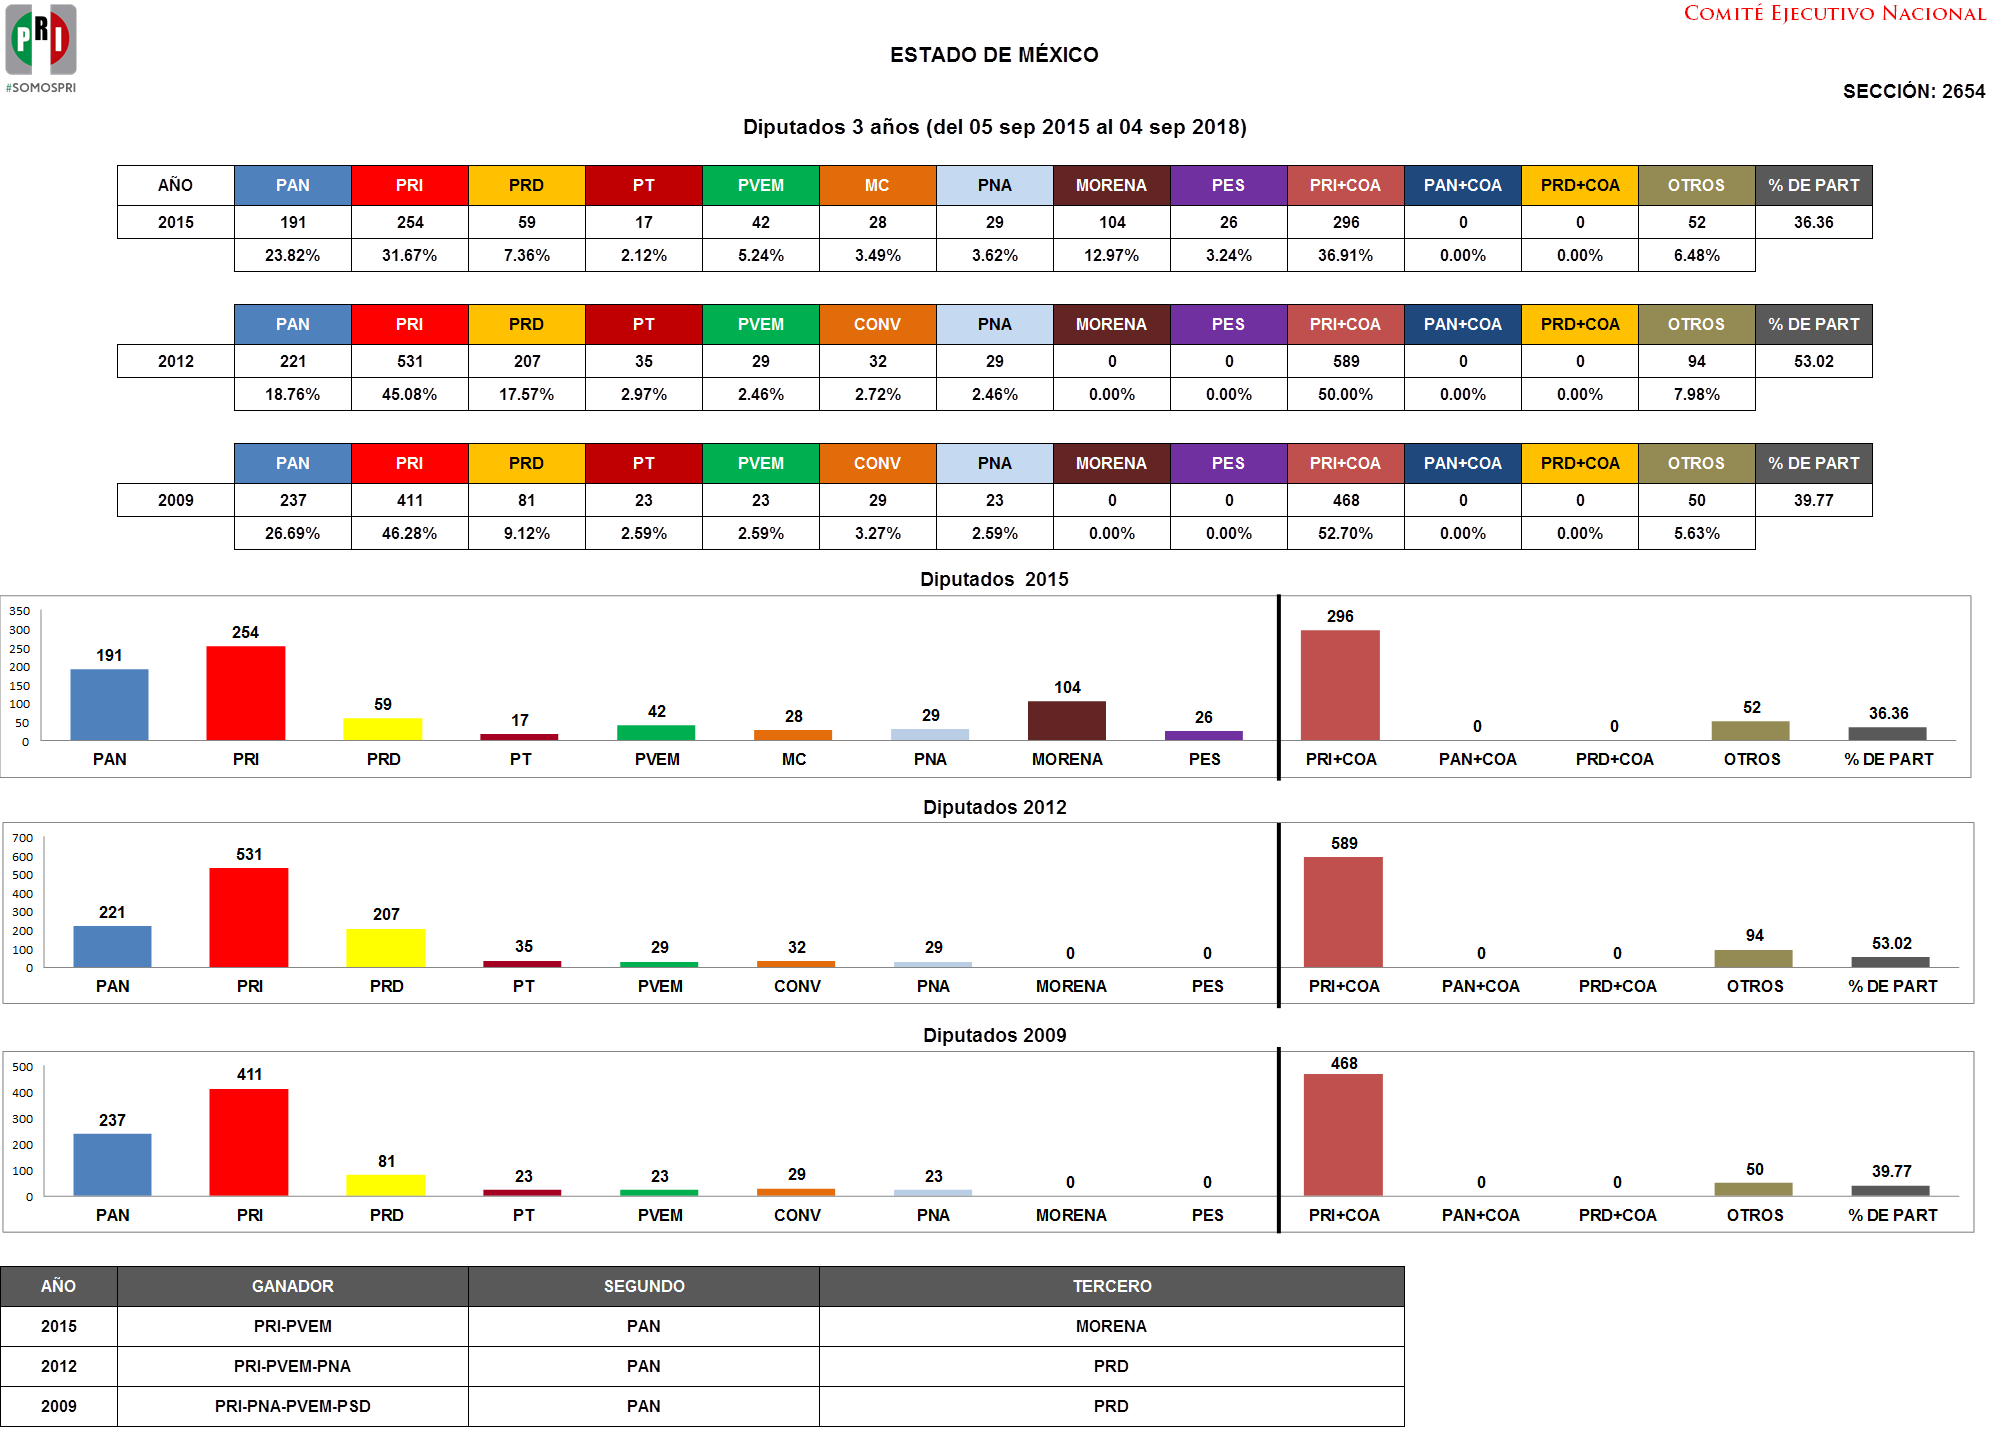 PRI
#SOMOSPRI
COMITÉ EJECUTIVO NACIONAL
ESTADO DE MÉXICO
SECCIÓN: 2654
Diputados 3 años (del 05 sep 2015 al 04 sep 2018)
AÑO PAN PRI PRD PT PVEM MC PNA MORENA PES PRI+COA PAN+COA PRD+COA OTROS % DE PART
2015 191 254 59 17 42 28 29 104 26 296 0 0 52 36.36
23.82% 31.67% 7.36% 2.12% 5.24% 3.49% 3.62% 12.97% 3.24% 36.91% 0.00% 0.00% 6.48%
PAN PRI PRD PT PVEM CONV PNA MORENA PES PRI+COA PAN+COA PRD+COA OTROS % DE PART
2012 221 531 207 35 29 32 29 0 0 589 0 0 94 53.02
18.76% 45.08% 17.57% 2.97% 2.46% 2.72% 2.46% 0.00% 0.00% 50.00% 0.00% 0.00% 7.98%
PAN PRI PRD PT PVEM CONV PNA MORENA PES PRI+COA PAN+COA PRD+COA OTROS % DE PART
2009 237 411 81 23 23 29 23 0 0 468 0 0 50 39.77
26.69% 46.28% 9.12% 2.59% 2.59% 3.27% 2.59% 0.00% 0.00% 52.70% 0.00% 0.00% 5.63%
Diputados 2015
350
300
250
200
150
100
50
0
191 254 59 17 42 28 29 104 26 296 0 0 52 36.36
PAN PRI PRD PT PVEM MC PNA MORENA PES PRI+COA PAN+COA PRD+COA OTROS % DE PART
Diputados 2012
700
600
500
400
300
200
100
0
221 531 207 35 29 32 29 0 0 589 0 0 94 53.02
PAN PRI PRD PT PVEM CONV PNA MORENA PES PRI+COA PAN+COA PRD+COA OTROS % DE PART
Diputados 2009
500
400
300
200
100
0
237 411 81 23 23 29 23 0 0 468 0 0 50 39.77
PAN PRI PRD PT PVEM CONV PNA MORENA PES PRI+COA PAN+COA PRD+COA OTROS % DE PART
AÑO GANADOR SEGUNDO TERCERO
2015 PRI-PVEM PAN MORENA
2012 PRI-PVEM-PNA PAN PRD
2009 PRI-PNA-PVEM-PSD PAN PRD